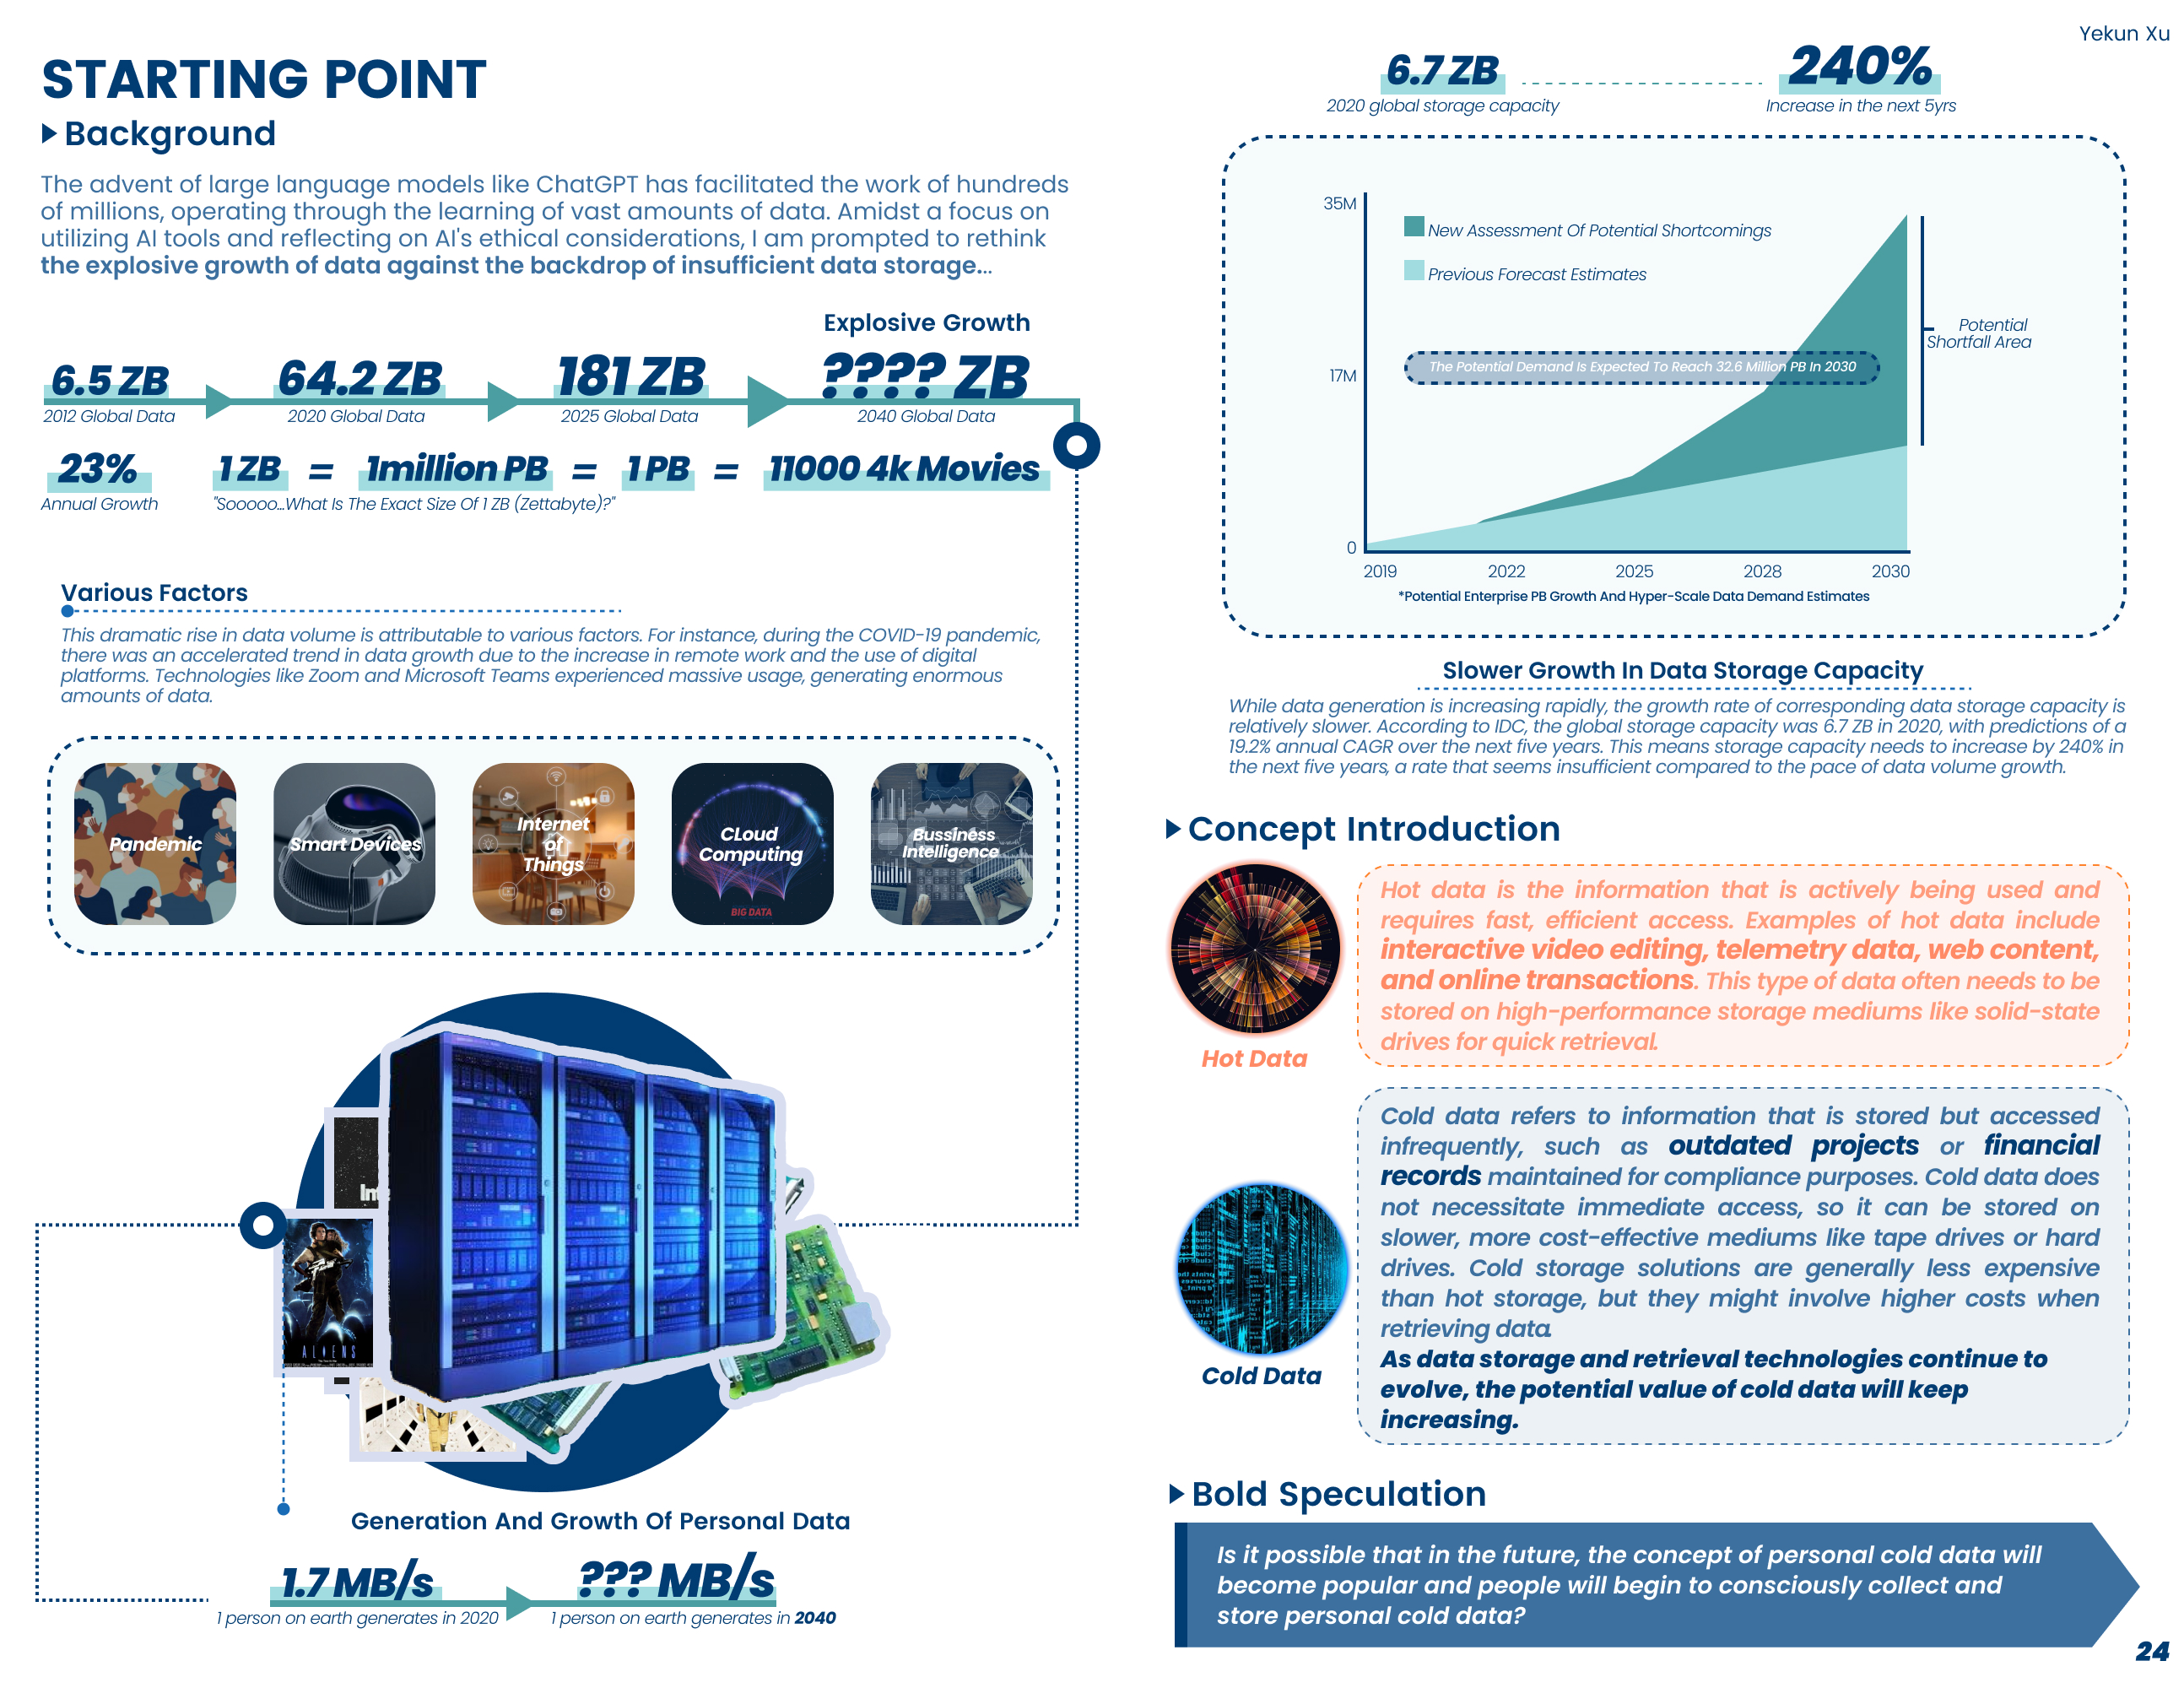 Yekun Xu
STARTING POINT
Background
The advent of large language models like ChatGPT has facilitated the work of hundreds
of millions, operating through the learning of vast amounts of data. Amidst a focus on
utilizing AI tools and reflecting on AI's ethical considerations, I am prompted to rethink
the explosive growth of data against the backdrop of insufficient data storage...
Explosive Growth
6.5 ZB
64.2 ZB
181 ZB
???? ZB
2012 Global Data
2020 Global Data
2025 Global Data
2040 Global Data
23%
1 ZB = 1million PB = 1 PB = 11000 4k Movies
Annual Growth
"Sooooo...What Is The Exact Size Of 1 ZB (Zettabyte)?"
Various Factors
This dramatic rise in data volume is attributable to various factors. For instance, during the COVID-19 pandemic,
there was an accelerated trend in data growth due to the increase in remote work and the use of digital
platforms. Technologies like Zoom and Microsoft Teams experienced massive usage, generating enormous
amounts of data.
Pandemic
Smart Devices
Internet
of
Things
CLoud
Computing
BIG DATA
Bussiness
Intelligence
ALIENS
Generation And Growth Of Personal Data
1.7 MB/s
??? MB/s
1 person on earth generates in 2020
1 person on earth generates in 2040
6.7 ZB
240%
2020 global storage capacity
Increase in the next 5yrs
35M
New Assessment Of Potential Shortcomings
Previous Forecast Estimates
Potential
Shortfall Area
The Potential Demand Is Expected To Reach 32.6 Million PB In 2030
17M
0
2019
2022
2025
2028
2030
*Potential Enterprise PB Growth And Hyper-Scale Data Demand Estimates
Slower Growth In Data Storage Capacity
While data generation is increasing rapidly, the growth rate of corresponding data storage capacity is
relatively slower. According to IDC, the global storage capacity was 6.7 ZB in 2020, with predictions of a
19.2% annual CAGR over the next five years. This means storage capacity needs to increase by 240% in
the next five years, a rate that seems insufficient compared to the pace of data volume growth.
Concept Introduction
Hot data is the information that is actively being used and
requires fast, efficient access. Examples of hot data include
interactive video editing, telemetry data, web content,
and online transactions. This type of data often needs to be
stored on high-performance storage mediums like solid-state
drives for quick retrieval.
Hot Data
Cold data refers to information that is stored but accessed
infrequently, such as outdated projects or financial
records maintained for compliance purposes. Cold data does
not necessitate immediate access, so it can be stored on
slower, more cost-effective mediums like tape drives or hard
drives. Cold storage solutions are generally less expensive
than hot storage, but they might involve higher costs when
retrieving data.
As data storage and retrieval technologies continue to
evolve, the potential value of cold data will keep
increasing.
Cold Data
Bold Speculation
Is it possible that in the future, the concept of personal cold data will
become popular and people will begin to consciously collect and
store personal cold data?
24